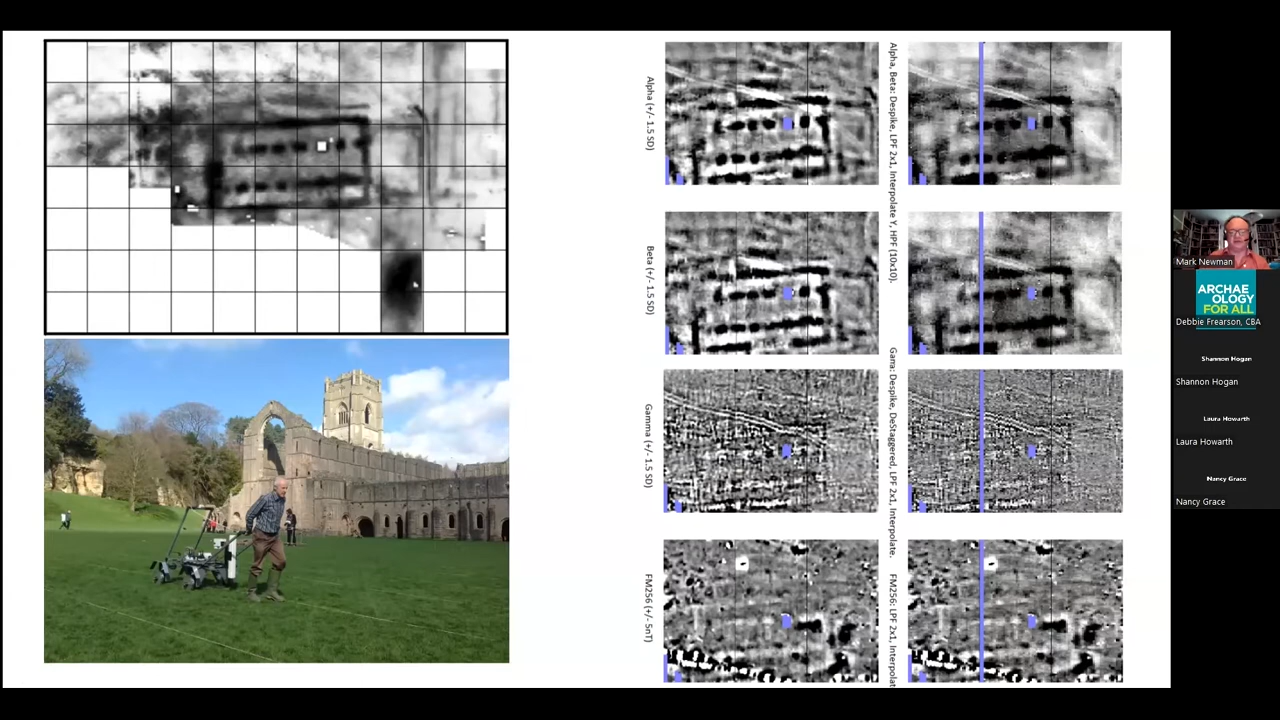 Alpha (+/- 1.5 SD)
Beta (+/- 1.5 SD)
Gamma (+/- 1.5 SD)
FM256 (+/- 5nT)
Alpha, Beta: Despike, LPF 2x1, Interpolate Y, HPF (10x10).
Gama: Despike, DeStaggered, LPF 2x1, Interpolate.
FM256: LPF 2x1, Interpolat
Mark Newman
ARCHAE
OLOGY
FOR ALL
Debbie Frearson, CBA
Shannon Hogan
Shannon Hogan
Laura Howarth
Laura Howarth
Nancy Grace
Nancy Grace